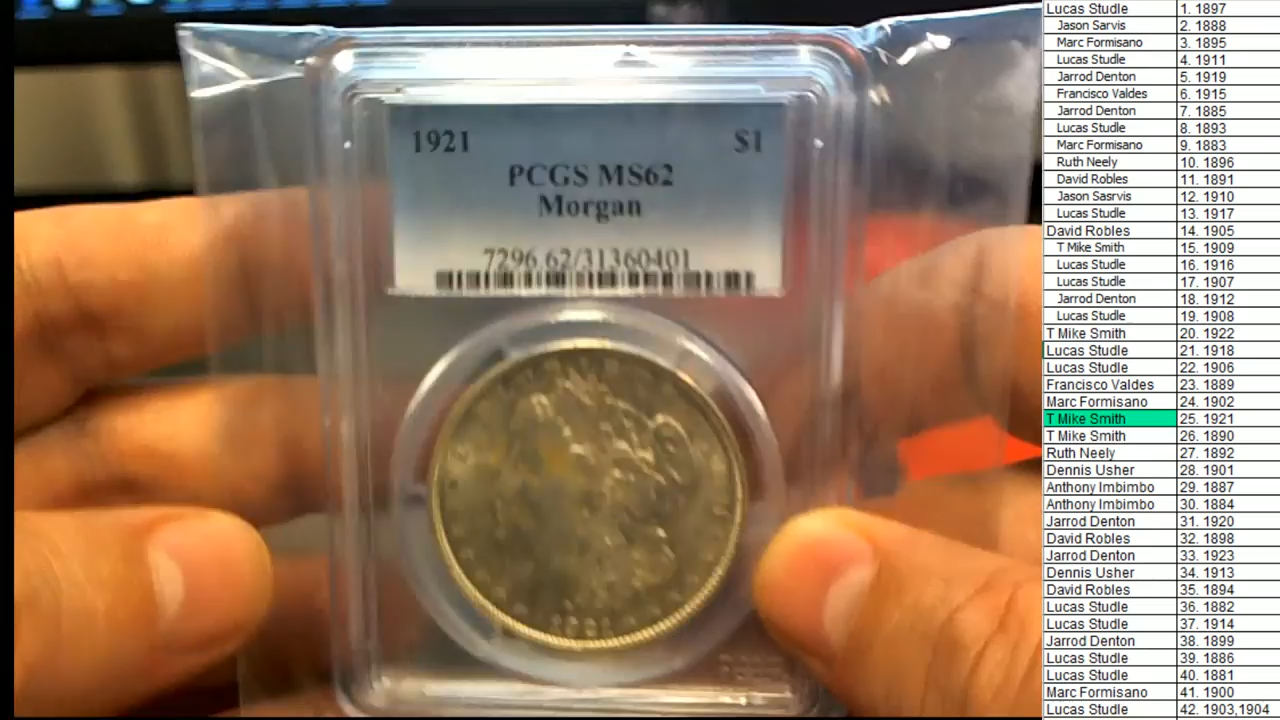 1921 $1
PCGS MS62
Morgan
7296.62/31360401
1921
Lucas Studle 1. 1897
Jason Sarvis 2. 1888
Marc Formisano 3. 1895
Lucas Studle 4. 1911
Jarrod Denton 5. 1919
Francisco Valdes 6. 1915
Jarrod Denton 7. 1885
Lucas Studle 8. 1893
Marc Formisano 9. 1883
Ruth Neely 10. 1896
David Robles 11. 1891
Jason Sasrvis 12. 1910
Lucas Studle 13. 1917
David Robles 14. 1905
T Mike Smith 15. 1909
Lucas Studle 16. 1916
Lucas Studle 17. 1907
Jarrod Denton 18. 1912
Lucas Studle 19. 1908
T Mike Smith 20. 1922
Lucas Studle 21. 1918
Lucas Studle 22. 1906
Francisco Valdes 23. 1889
Marc Formisano 24. 1902
T Mike Smith 25. 1921
T Mike Smith 26. 1890
Ruth Neely 27. 1892
Dennis Usher 28. 1901
Anthony Imbimbo 29. 1887
Anthony Imbimbo 30. 1884
Jarrod Denton 31. 1920
David Robles 32. 1898
Jarrod Denton 33. 1923
Dennis Usher 34. 1913
David Robles 35. 1894
Lucas Studle 36. 1882
Lucas Studle 37. 1914
Jarrod Denton 38. 1899
Lucas Studle 39. 1886
Lucas Studle 40. 1881
Marc Formisano 41. 1900
Lucas Studle 42. 1903,1904